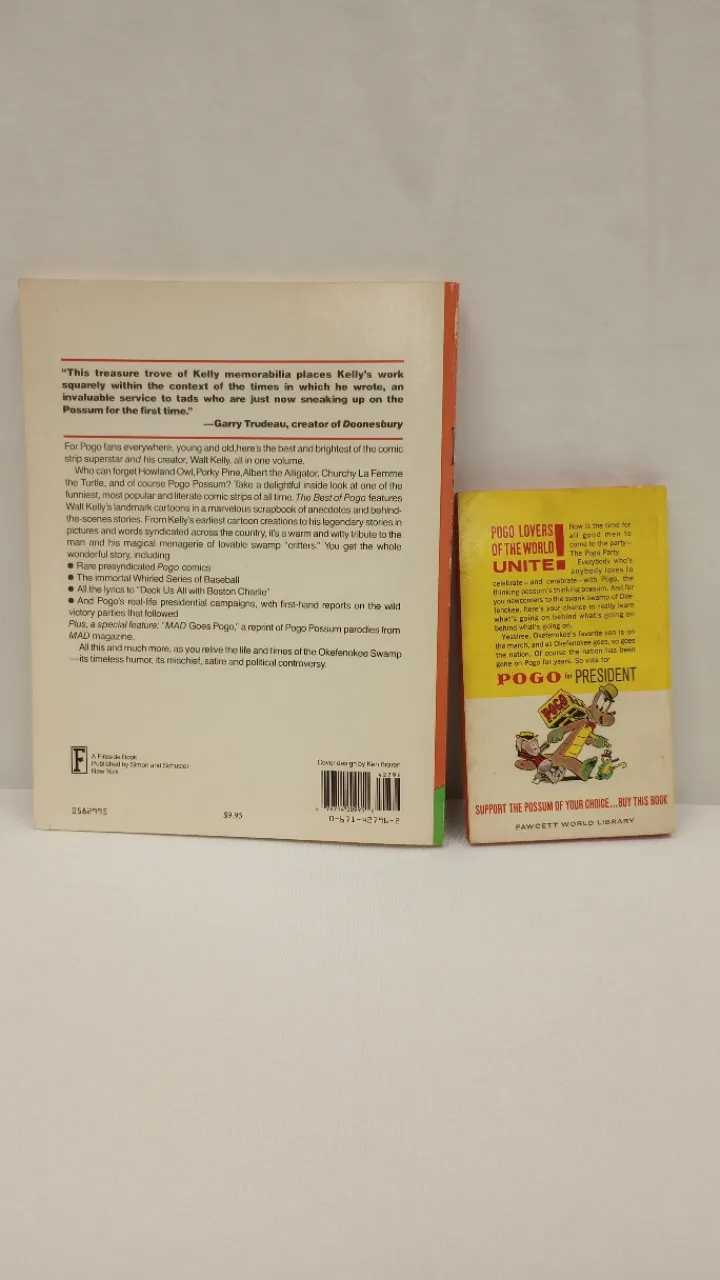 "This treasure trove of Kelly memorabilia places Kelly's work
squarely within the context of the times in which he wrote, an
invaluable service to tads who are just now sneaking up on the
Possum for the first time."
—Garry Trudeau, creator of Doonesbury
For Pogo fans everywhere, young and old, here's the best and brightest of the comic
strip superstar and his creator, Walt Kelly, all in one volume.
Who can forget Howland Owl, Porky Pine, Albert the Alligator, Churchy La Femme
the Turtle, and of course Pogo Possum? Take a delightful inside look at one of the
funniest, most popular and literate comic strips of all time. The Best of Pogo features
Walt Kelly's landmark cartoons in a marvelous scrapbook of anecdotes and behind-
the-scenes stories. From Kelly's earliest cartoon creations to his legendary stories in
pictures and words syndicated across the country, it's a warm and witty tribute to the
man and his magical menagerie of lovable swamp "critters." You get the whole
wonderful story, including
● Rare presyndicated Pogo comics
● The immortal Whirled Series of Baseball
● All the lyrics to "Deck Us All with Boston Charlie"
● And Pogo's real-life presidential campaigns, with first-hand reports on the wild
victory parties that followed
Plus, a special feature: "MAD Goes Pogo," a reprint of Pogo Possum parodies from
MAD magazine.
All this and much more, as you relive the life and times of the Okefenokee Swamp
—its timeless humor, its mischief, satire and political controversy.
F
A Fireside Book
Published by Simon and Schuster
New York
Cover design by Ken
42796
0-671-42796-2
$9.95
POGO LOVERS
OF THE WORLD
UNITE!
Now is the time for
all good men to
come to the party—
The Pogo Party.
Everybody who's
anybody loves to
celebrate—and celebrate—with Pogo, the
thinking possum's thinking possum. And for
you newcomers to the swank swamp of Oke-
fenokee, here's your chance to really learn
what's going on behind what's going on
behind what's going on.
Yessiree, Okefenokee's favorite son is on
the march, and as Okefenokee goes, so goes
the nation. Of course the nation has been
gone on Pogo for years. So vote for
POGO for PRESIDENT
POGO
SUPPORT THE POSSUM OF YOUR CHOICE...BUY THIS BOOK
FAWCETT WORLD LIBRARY